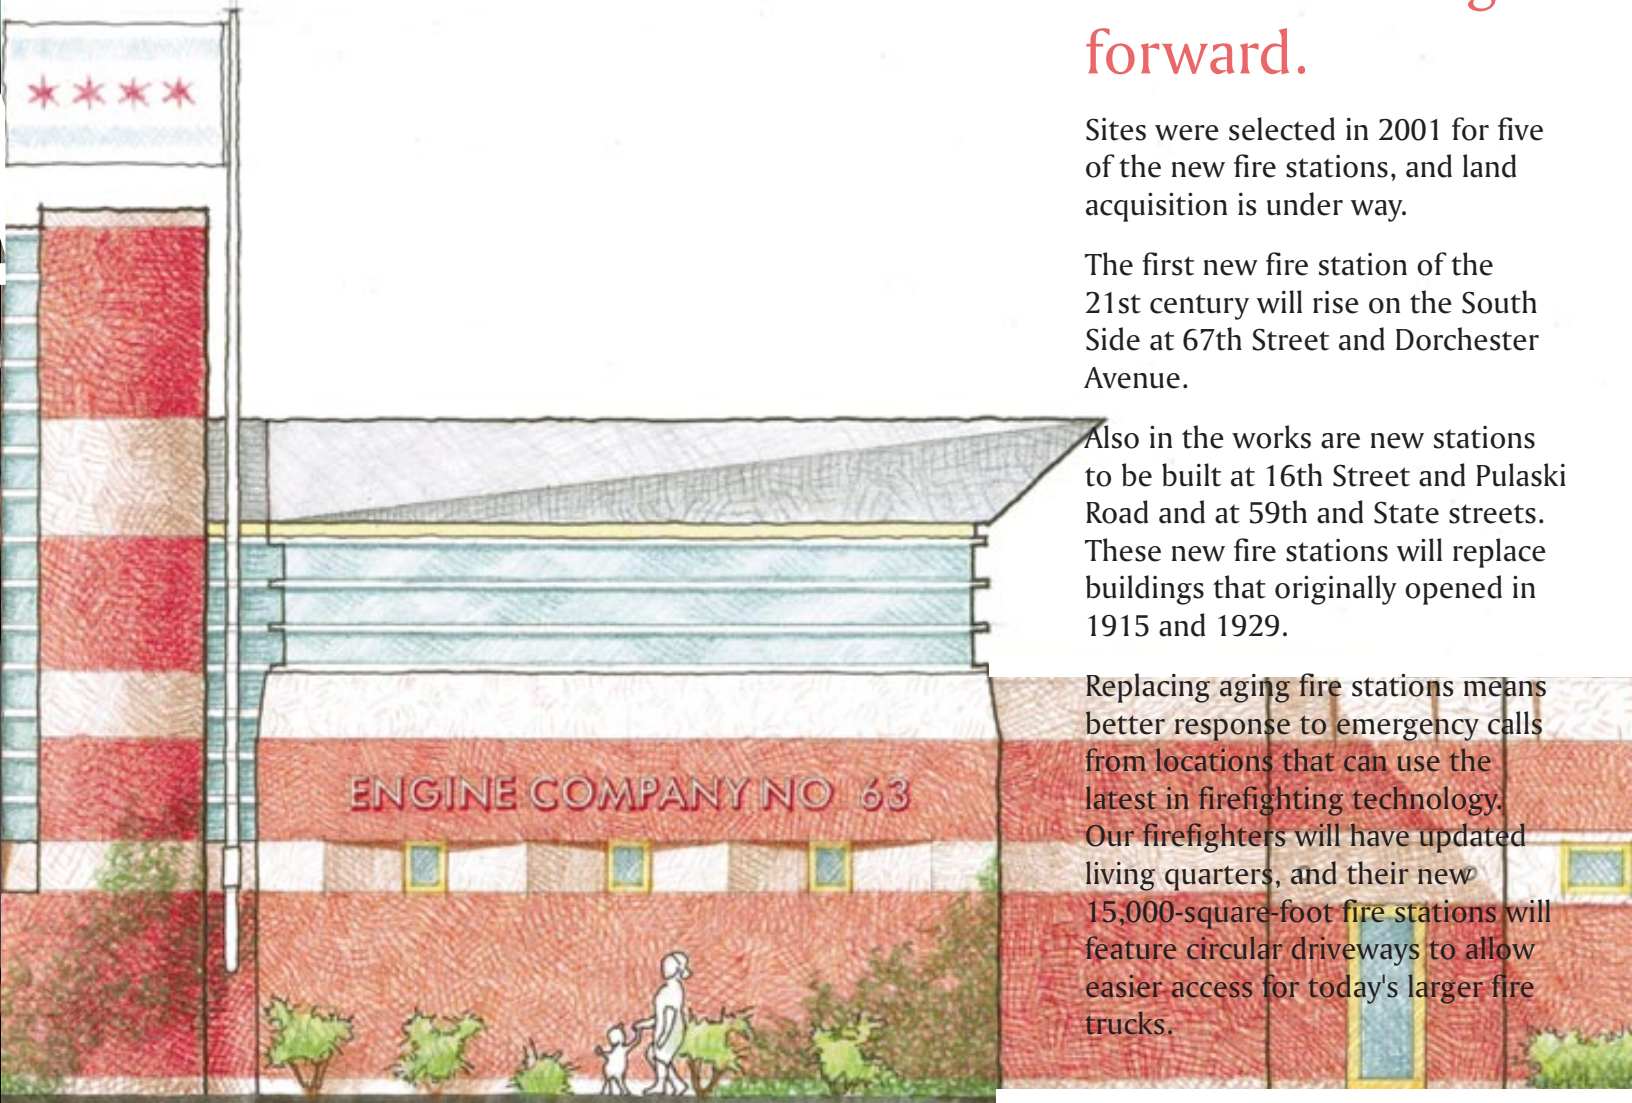 forward.
Sites were selected in 2001 for five
of the new fire stations, and land
acquisition is under way.
The first new fire station of the
21st century will rise on the South
Side at 67th Street and Dorchester
Avenue.
Also in the works are new stations
to be built at 16th Street and Pulaski
Road and at 59th and State streets.
These new fire stations will replace
buildings that originally opened in
1915 and 1929.
Replacing aging fire stations means
better response to emergency calls
from locations that can use the
latest in firefighting technology.
Our firefighters will have updated
living quarters, and their new
15,000-square-foot fire stations will
feature circular driveways to allow
easier access for today's larger fire
trucks.
ENGINE COMPANY NO 63